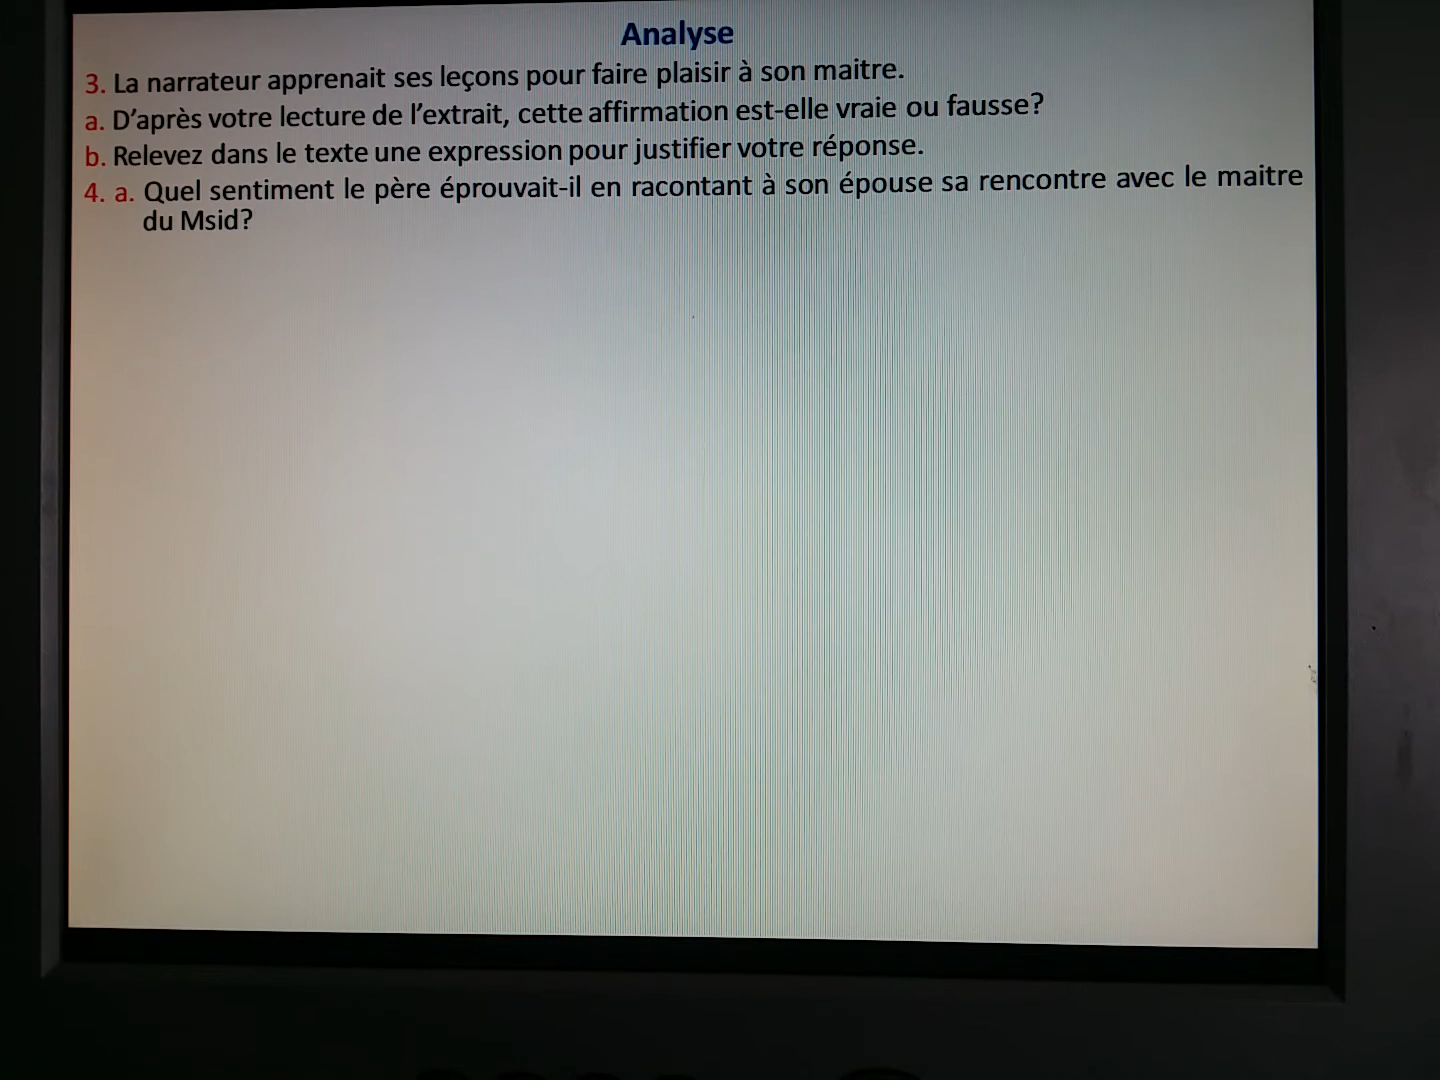 Analyse
3. La narrateur apprenait ses leçons pour faire plaisir à son maitre.
a. D’après votre lecture de l’extrait, cette affirmation est-elle vraie ou fausse?
b. Relevez dans le texte une expression pour justifier votre réponse.
4. a. Quel sentiment le père éprouvait-il en racontant à son épouse sa rencontre avec le maitre
du Msid?